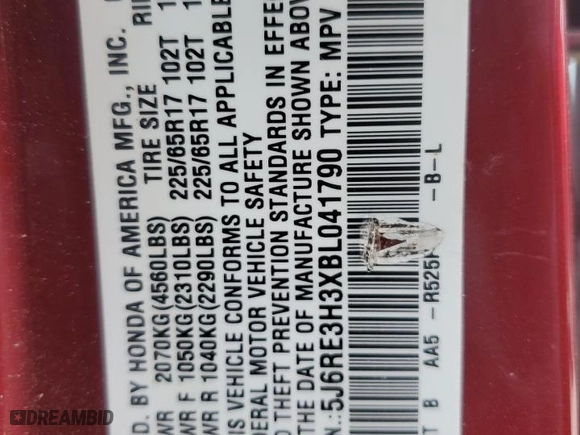 D. BY HONDA OF AMERICA MFG., INC.
TIRE SIZE
WR 2070KG(4560LBS)
WR F 1050KG(2310LBS) 225/65R17 102T
WR R 1040KG(2290LBS) 225/65R17 102T
IS VEHICLE CONFORMS TO ALL APPLICABLE
DERAL MOTOR VEHICLE SAFETY
D THEFT PREVENTION STANDARDS IN EFFE
THE DATE OF MANUFACTURE SHOWN ABOV
N.:5J6RE3H3XBL041790 TYPE: MPV
T B AA5 -R525 -B-L
DREAMBID